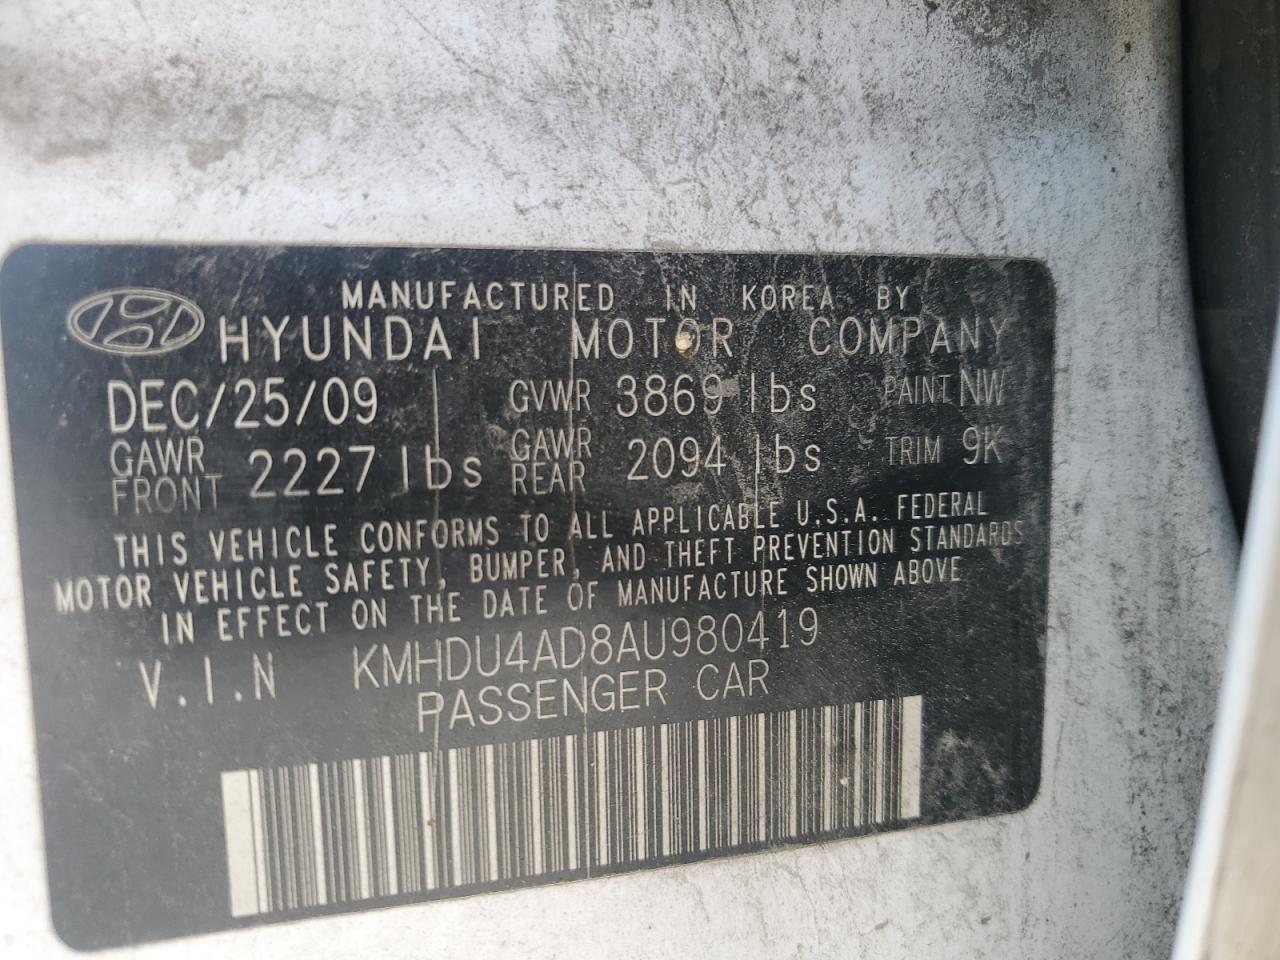 MANUFACTURED IN KOREA BY
HYUNDAI MOTOR COMPANY
DEC/25/09 GVWR 3869 lbs PAINT NW
GAWR FRONT 2227 lbs GAWR REAR 2094 lbs TRIM 9K
THIS VEHICLE CONFORMS TO ALL APPLICABLE U.S.A.. FEDERAL
MOTOR VEHICLE SAFETY, BUMPER, AND THEFT PREVENTION STANDARDS
IN EFFECT ON THE DATE OF MANUFACTURE SHOWN ABOVE
V.I.N KMHDU4AD8AU980419
PASSENGER CAR